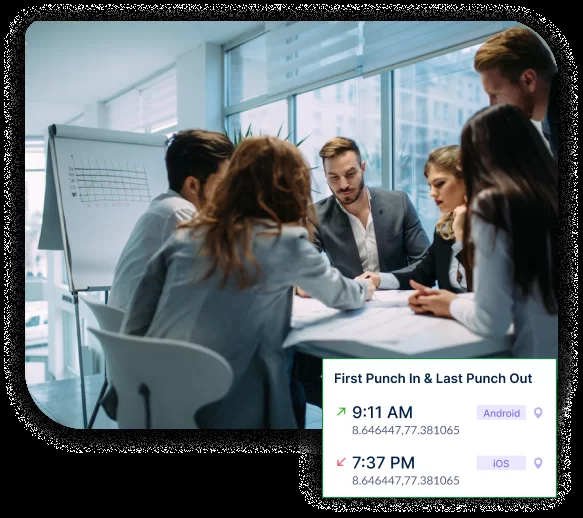 First Punch In & Last Punch Out
9:11 AM Android
8.646447,77.381065
7:37 PM iOS
8.646447,77.381065